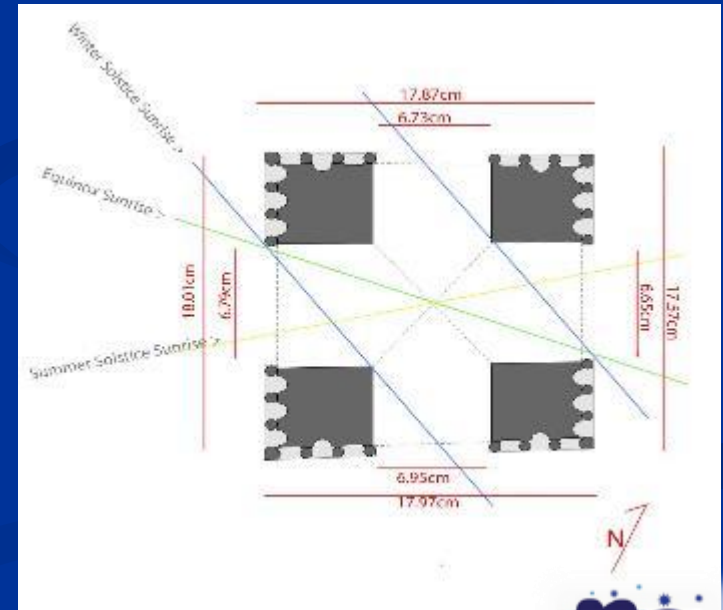 Winter Solstice Sunrise >
17.87cm
6.73cm
Equinox Sunrise >
18.01cm
6.79cm
6.65cm
17.57cm
Summer Solstice Sunrise >
6.95cm
17.97cm
N